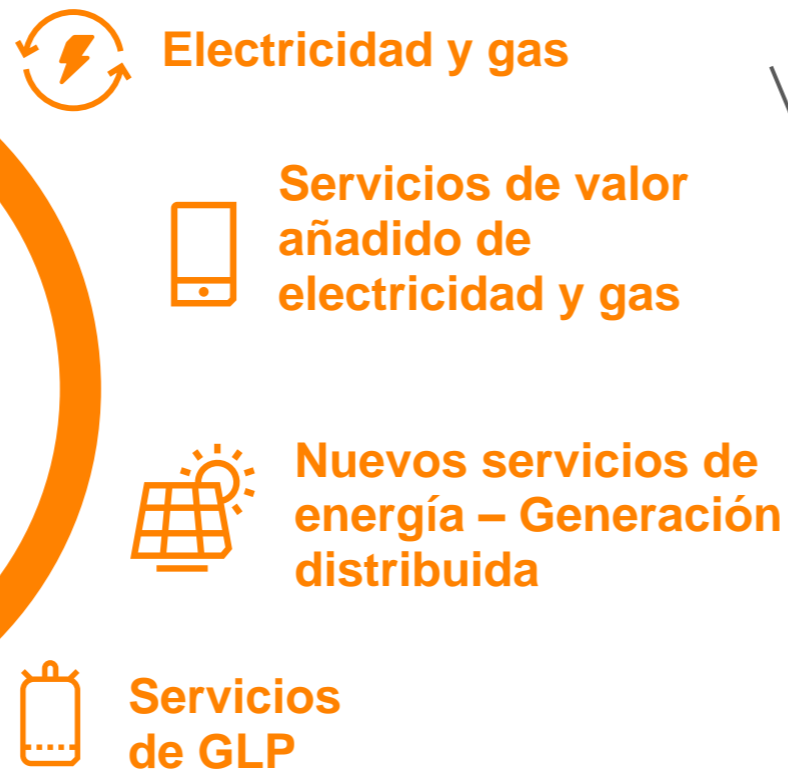 Electricidad y gas
Servicios de valor
añadido de
electricidad y gas
Nuevos servicios de
energía – Generación
distribuida
Servicios
de GLP